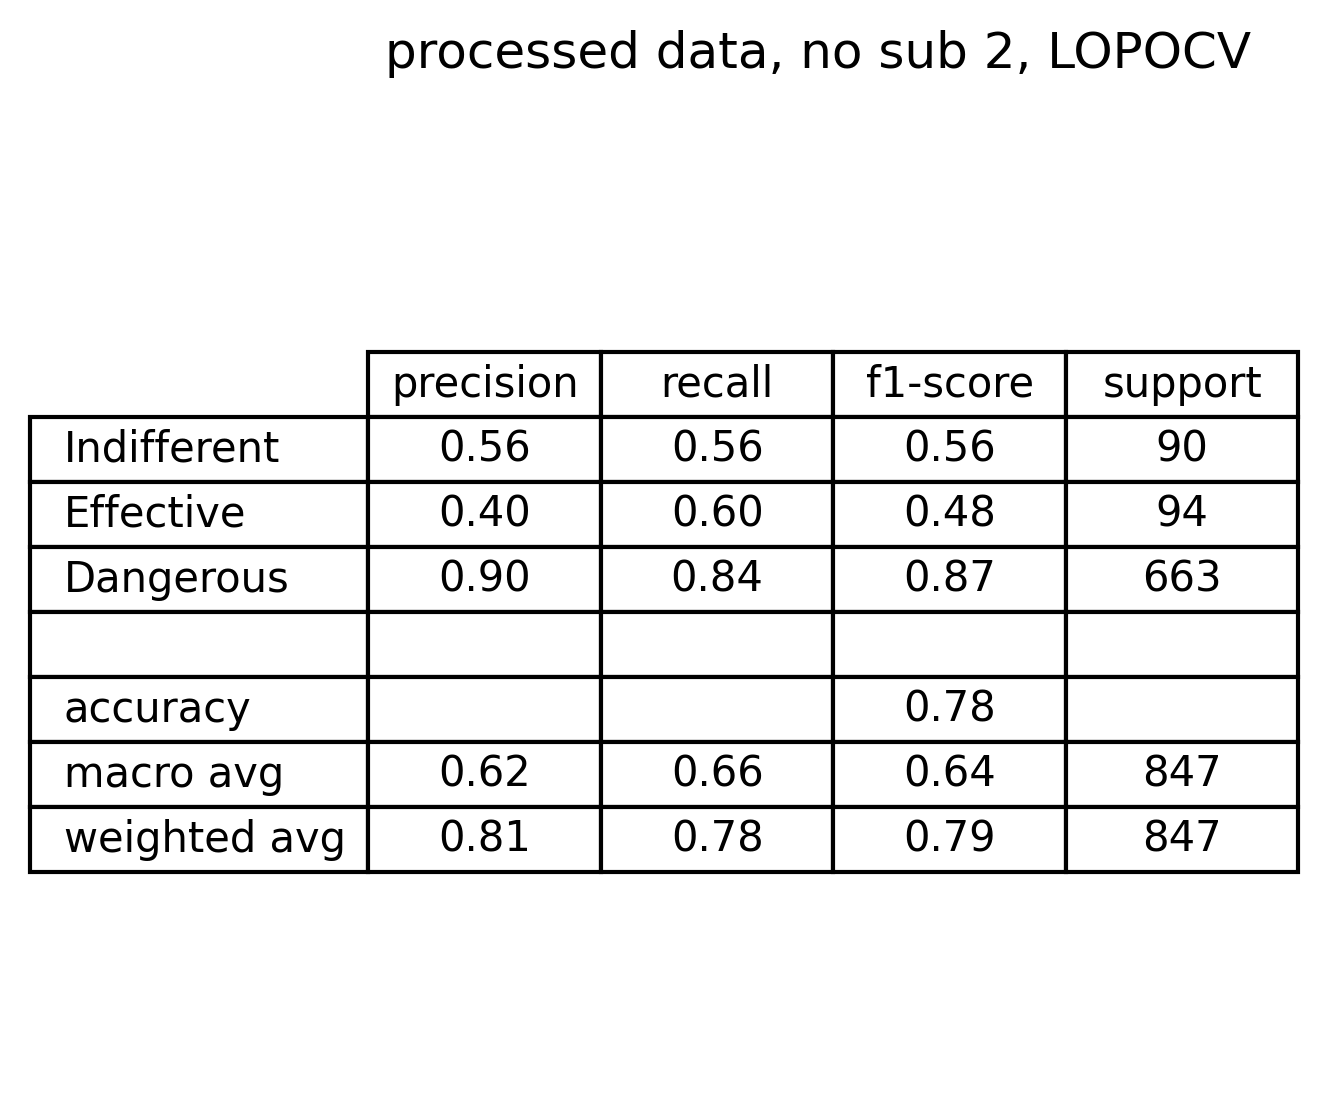 processed data, no sub 2, LOPOCV
precision recall f1-score support
Indifferent 0.56 0.56 0.56 90
Effective 0.40 0.60 0.48 94
Dangerous 0.90 0.84 0.87 663
accuracy 0.78
macro avg 0.62 0.66 0.64 847
weighted avg 0.81 0.78 0.79 847